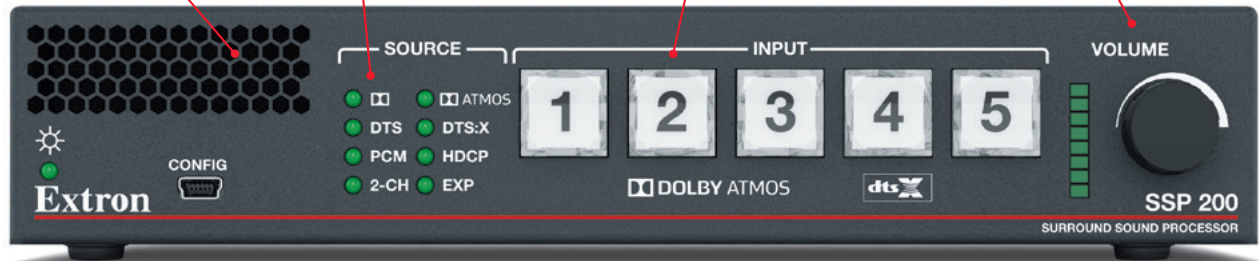 SOURCE
INPUT
VOLUME
ATMOS
DTS
DTS:X
PCM
HDCP
2-CH
EXP
1
2
3
4
5
CONFIG
Extron
DOLBY ATMOS
dts X
SSP 200
SURROUND SOUND PROCESSOR